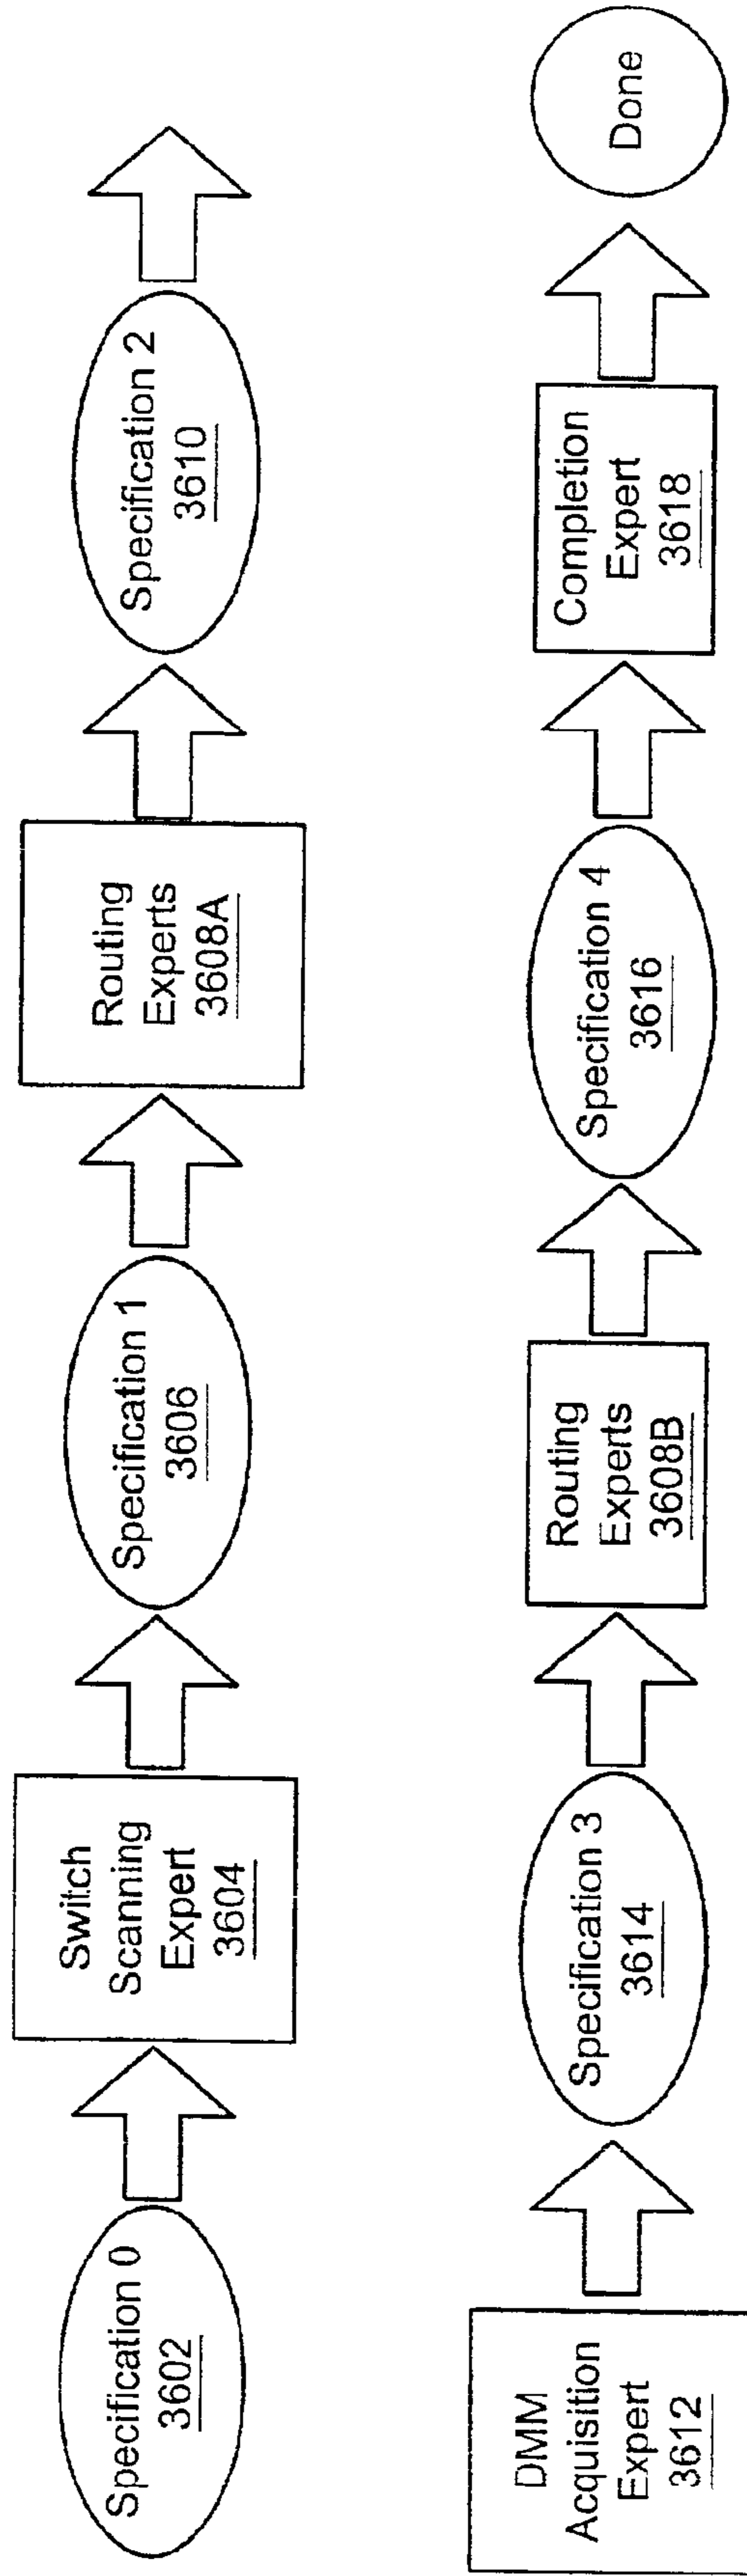 Specification 0
3602
Switch
Scanning
Expert
3604
Specification 1
3606
Routing
Experts
3608A
Specification 2
3610
DMM
Acquisition
Expert
3612
Specification 3
3614
Routing
Experts
3608B
Specification 4
3616
Completion
Expert
3618
Done